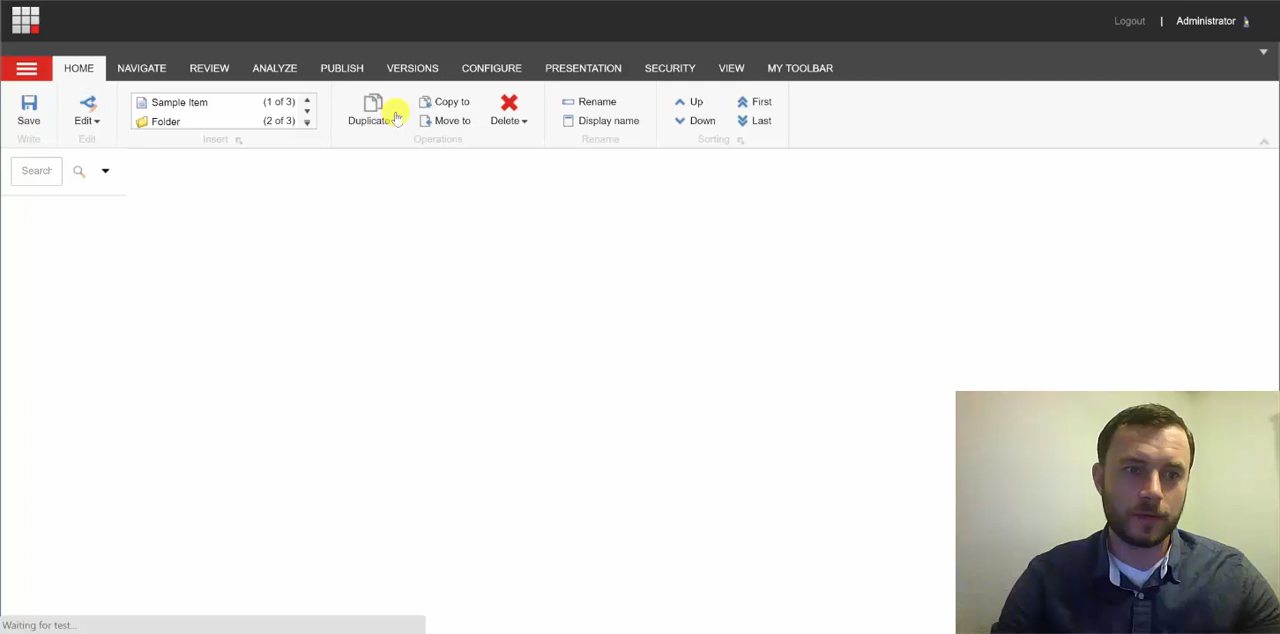 Logout | Administrator
HOME NAVIGATE REVIEW ANALYZE PUBLISH VERSIONS CONFIGURE PRESENTATION SECURITY VIEW MY TOOLBAR
Sample Item (1 of 3) Copy to Rename Up First
Save Edit Folder (2 of 3) Duplicate Move to Delete Display name Down Last
Write Edit Insert Operations Rename Sorting
Search
Waiting for test...